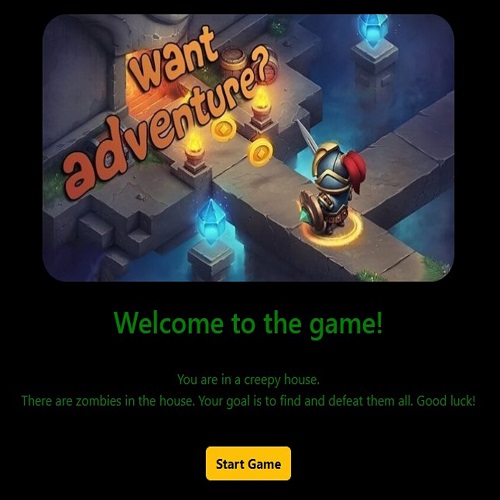 Want
adventure?
Welcome to the game!
You are in a creepy house.
There are zombies in the house. Your goal is to find and defeat them all. Good luck!
Start Game